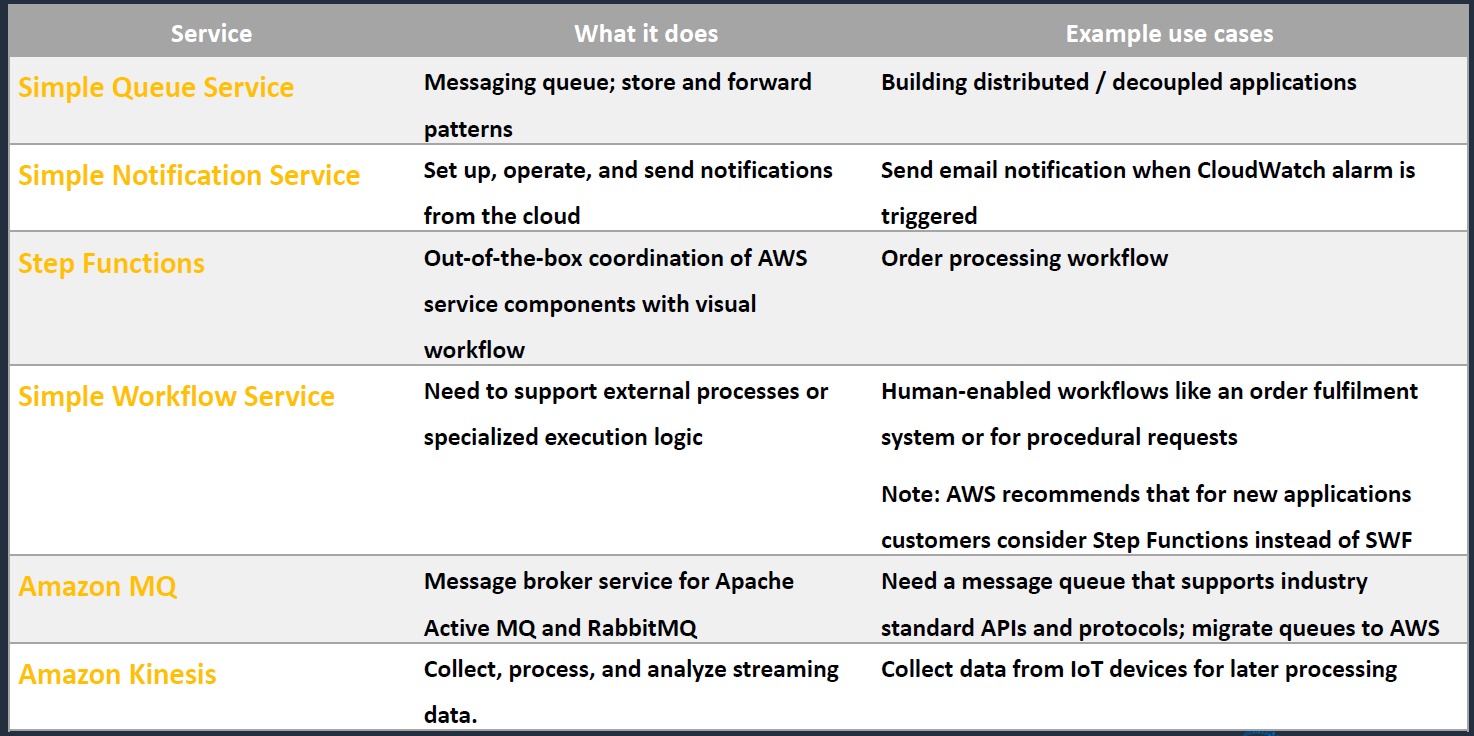 Service What it does Example use cases
Simple Queue Service
Messaging queue; store and forward
patterns
Building distributed / decoupled applications
Simple Notification Service
Set up, operate, and send notifications
from the cloud
Send email notification when CloudWatch alarm is
triggered
Step Functions
Out-of-the-box coordination of AWS
service components with visual
workflow
Order processing workflow
Simple Workflow Service
Need to support external processes or
specialized execution logic
Human-enabled workflows like an order fulfilment
system or for procedural requests
Note: AWS recommends that for new applications
customers consider Step Functions instead of SWF
Amazon MQ
Message broker service for Apache
Active MQ and RabbitMQ
Need a message queue that supports industry
standard APIs and protocols; migrate queues to AWS
Amazon Kinesis
Collect, process, and analyze streaming
data.
Collect data from IoT devices for later processing